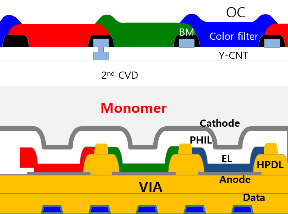 OC
BM
Color filter
Y-CNT
2nd CVD
Monomer
Cathode
PHIL
EL
HPDL
Anode
VIA
Data